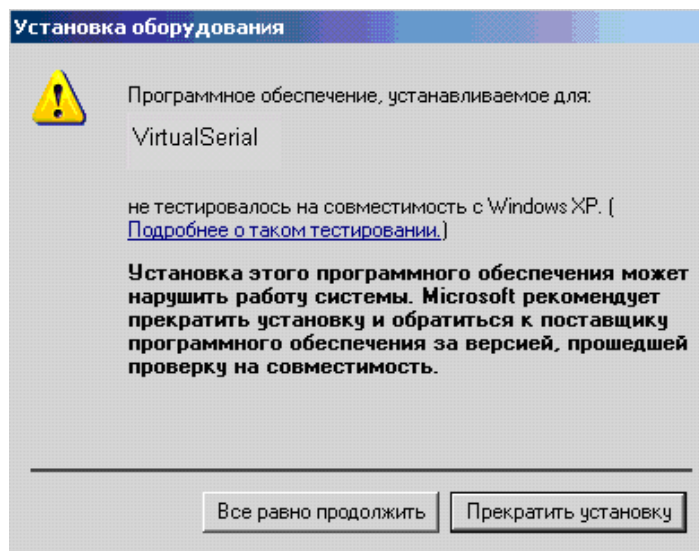 Установка оборудования
Программное обеспечение, устанавливаемое для:
VirtualSerial
не тестировалось на совместимость с Windows XP. (
Подробнее о таком тестировании.)
Установка этого программного обеспечения может
нарушить работу системы. Microsoft рекомендует
прекратить установку и обратиться к поставщику
программного обеспечения за версией, прошедшей
проверку на совместимость.
Все равно продолжить
Прекратить установку